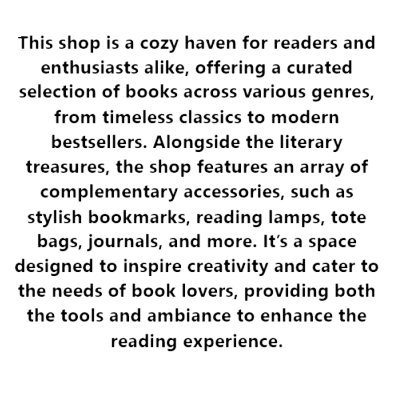 This shop is a cozy haven for readers and
enthusiasts alike, offering a curated
selection of books across various genres,
from timeless classics to modern
bestsellers. Alongside the literary
treasures, the shop features an array of
complementary accessories, such as
stylish bookmarks, reading lamps, tote
bags, journals, and more. It's a space
designed to inspire creativity and cater to
the needs of book lovers, providing both
the tools and ambiance to enhance the
reading experience.